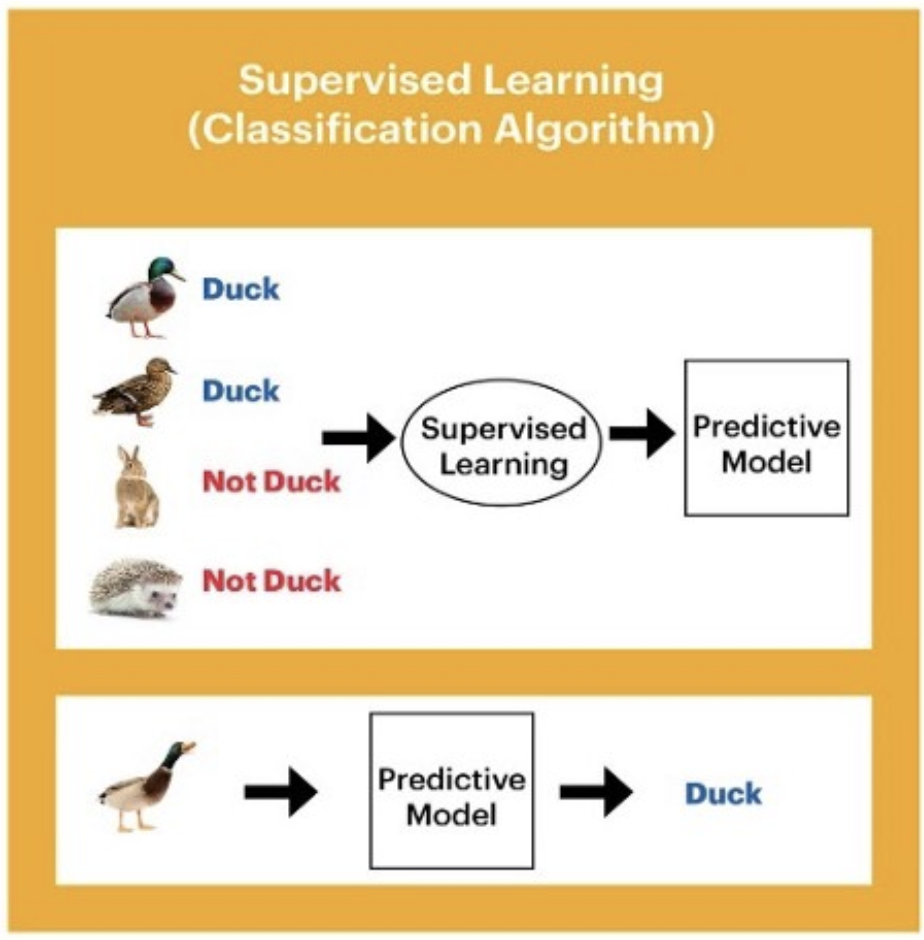 Supervised Learning
(Classification Algorithm)
Duck
Duck
Not Duck
Not Duck
Supervised
Learning
Predictive
Model
Predictive
Model
Duck